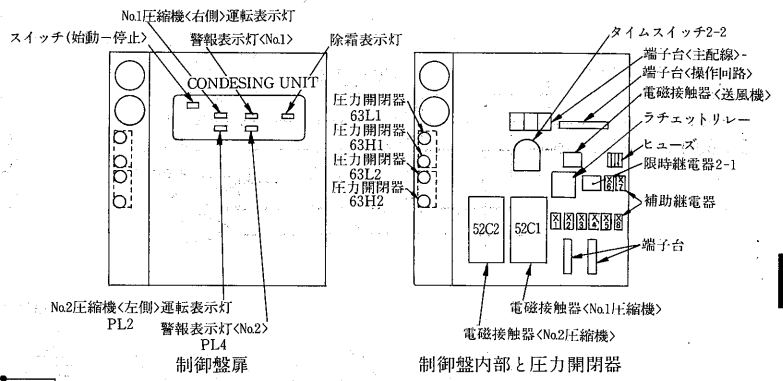 No.1圧縮機<右側>運転表示灯
スイッチ(始動ー停止>
警報表示灯<No.1>
除霜表示灯
CONDESING UNIT
No.2圧縮機<左側>運転表示灯
PL2
警報表示灯<No.2>
PL4
制御盤扉
タイムスイッチ2-2
端子台<主配線>
端子台<操作回路>
電磁接触器<送風機>
ラチェットリレー
ヒューズ
限時継電器2-1
補助継電器
端子台
圧力開閉器
63L1
圧力開閉器
63H1
圧力開閉器
63L2
圧力開閉器
63H2
52C2
52C1
X6
X7
X1
X2
X3
X4
X5
X8
電磁接触器<No.1圧縮機>
電磁接触器<No.2圧縮機>
制御盤内部と圧力開閉器